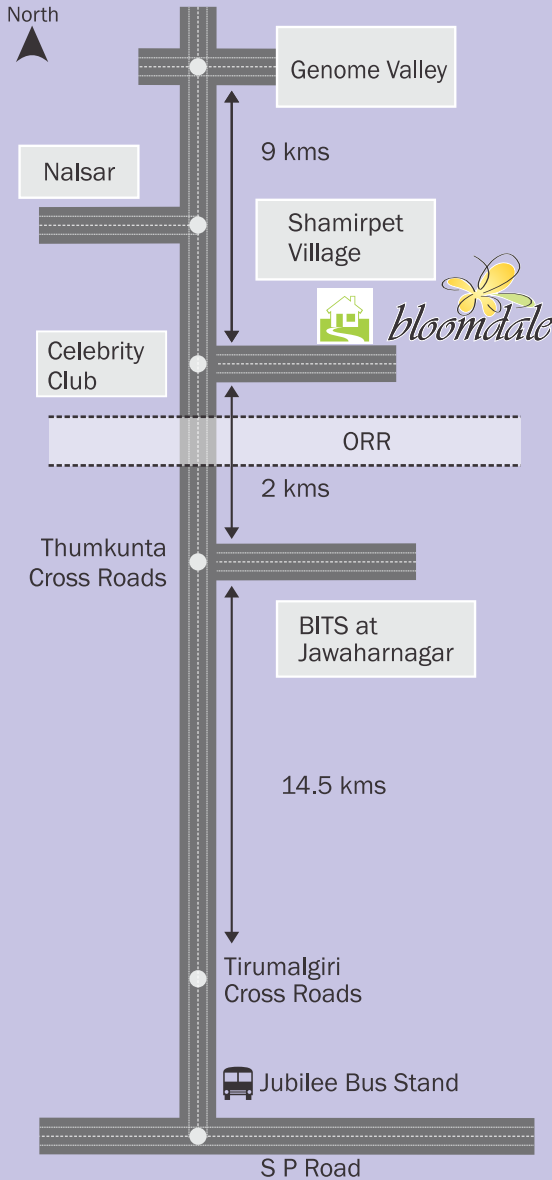 North
Genome Valley
9 kms
Nalsar
Shamirpet
Village
bloomdale
Celebrity
Club
ORR
2 kms
Thumkunta
Cross Roads
BITS at
Jawaharnagar
14.5 kms
Tirumalgiri
Cross Roads
Jubilee Bus Stand
S P Road